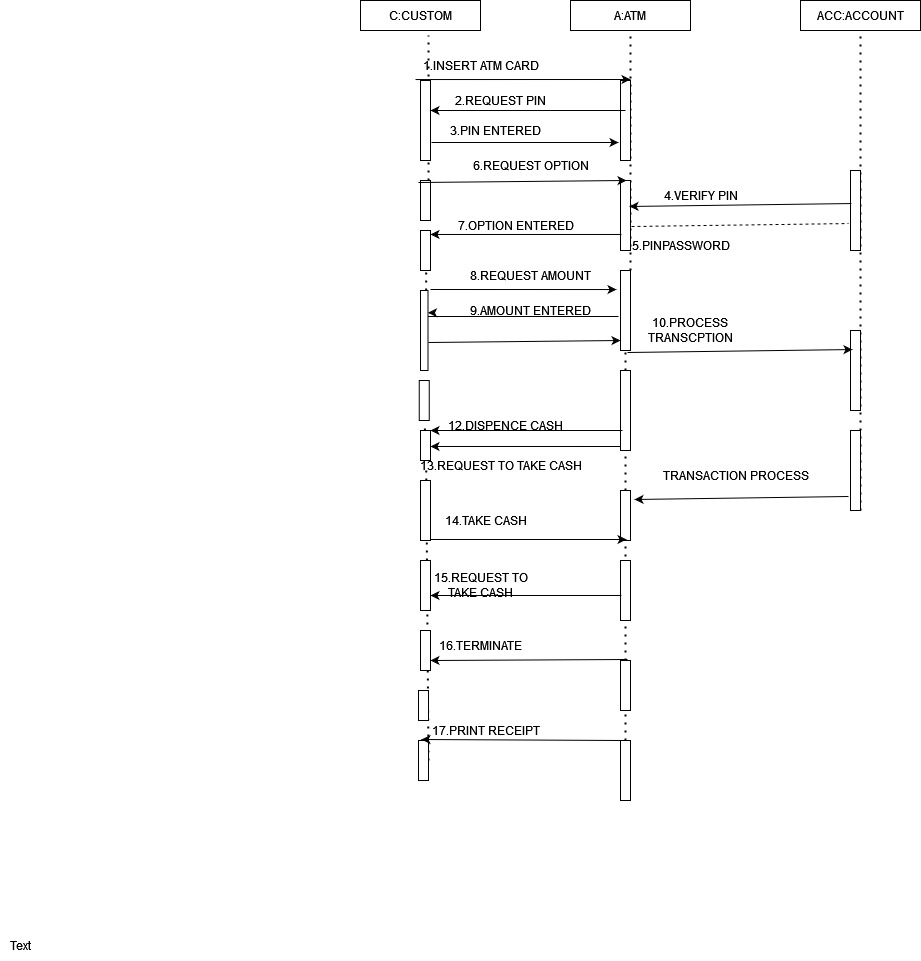 C:CUSTOM
A:ATM
ACC:ACCOUNT
1.INSERT ATM CARD
2.REQUEST PIN
3.PIN ENTERED
6.REQUEST OPTION
4.VERIFY PIN
7.OPTION ENTERED
5.PINPASSWORD
8.REQUEST AMOUNT
9.AMOUNT ENTERED
10.PROCESS
TRANSCPTION
12.DISPENCE CASH
13.REQUEST TO TAKE CASH
TRANSACTION PROCESS
14.TAKE CASH
15.REQUEST TO
TAKE CASH
16.TERMINATE
17.PRINT RECEIPT
Text